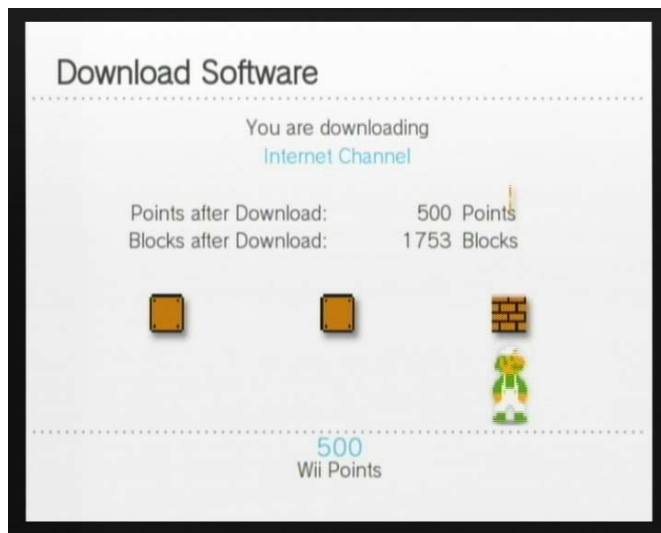 Download Software
You are downloading
Internet Channel
Points after Download: 500 Points
Blocks after Download: 1753 Blocks
500
Wii Points